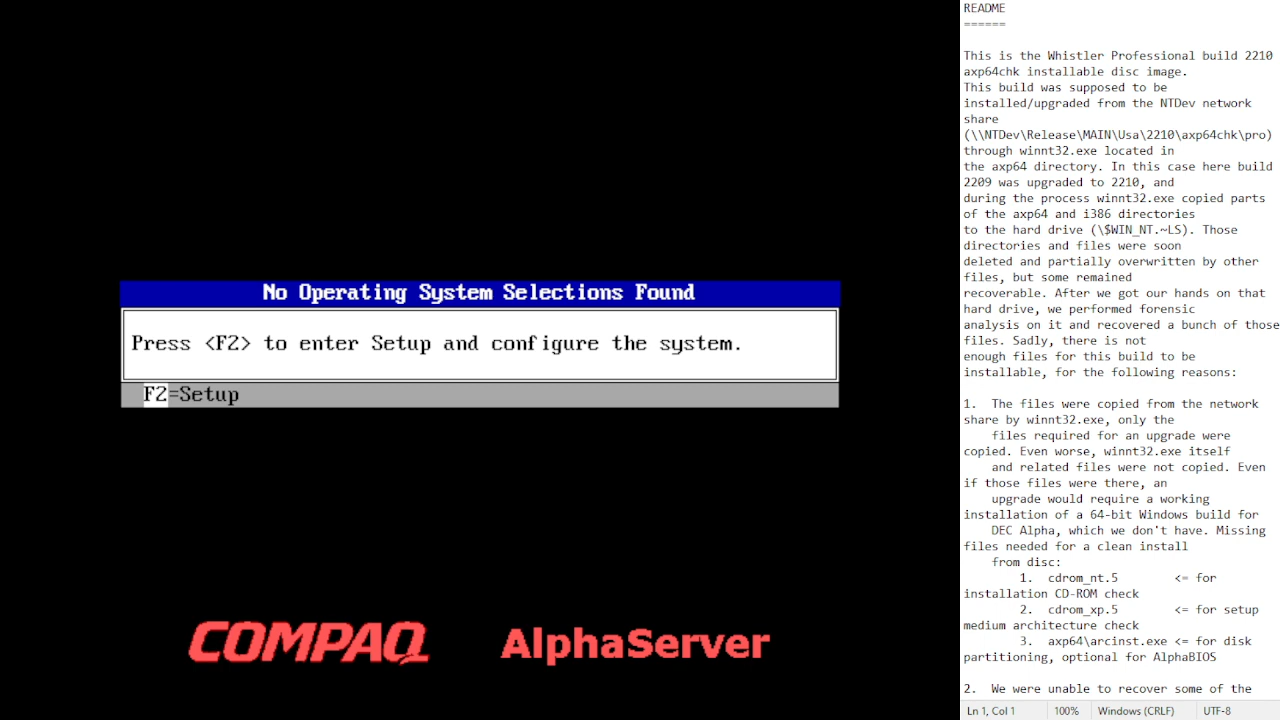 No Operating System Selections Found
Press <F2> to enter Setup and configure the system.
F2=Setup
COMPAQ AlphaServer
README
======
This is the Whistler Professional build 2210
axp64chk installable disc image.
This build was supposed to be
installed/upgraded from the NTDev network
share
(\\NTDev\Release\MAIN\Usa\2210\axp64chk\pro)
through winnt32.exe located in
the axp64 directory. In this case here build
2209 was upgraded to 2210, and
during the process winnt32.exe copied parts
of the axp64 and i386 directories
to the hard drive (\$WIN_NT.~LS). Those
directories and files were soon
deleted and partially overwritten by other
files, but some remained
recoverable. After we got our hands on that
hard drive, we performed forensic
analysis on it and recovered a bunch of those
files. Sadly, there is not
enough files for this build to be
installable, for the following reasons:
1.  The files were copied from the network
share by winnt32.exe, only the
files required for an upgrade were
copied. Even worse, winnt32.exe itself
and related files were not copied. Even
if those files were there, an
upgrade would require a working
installation of a 64-bit Windows build for
DEC Alpha, which we don't have. Missing
files needed for a clean install
from disc:
1.  cdrom_nt.5      <= for
installation CD-ROM check
2.  cdrom_xp.5      <= for setup
medium architecture check
3.  axp64\arcinst.exe <= for disk
partitioning, optional for AlphaBIOS
2.  We were unable to recover some of the
Ln 1, Col 1 100% Windows (CRLF) UTF-8